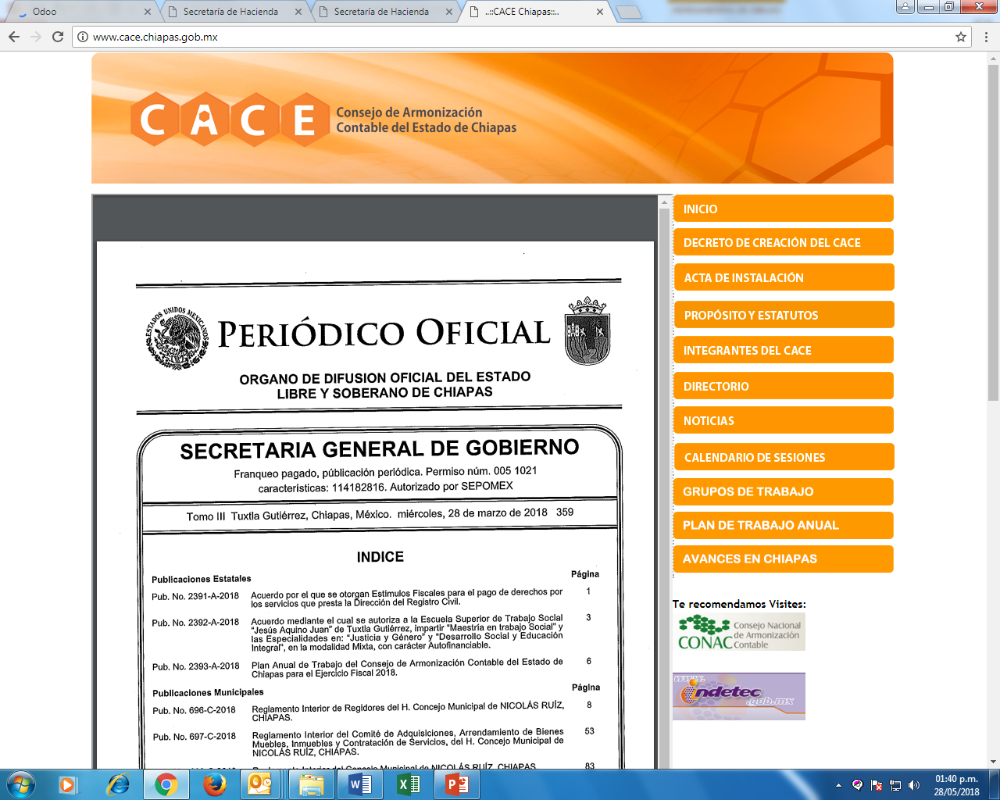 Odoo
Secretaría de Hacienda
Secretaría de Hacienda
..::CACE Chiapas::..
www.cace.chiapas.gob.mx
CACE
Consejo de Armonización
Contable del Estado de Chiapas
ESTADOS UNIDOS MEXICANOS
PERIÓDICO OFICIAL
ORGANO DE DIFUSION OFICIAL DEL ESTADO
LIBRE Y SOBERANO DE CHIAPAS
SECRETARIA GENERAL DE GOBIERNO
Franqueo pagado, públicación periódica. Permiso núm. 005 1021
características: 114182816. Autorizado por SEPOMEX
Tomo III Tuxtla Gutiérrez, Chiapas, México. miércoles, 28 de marzo de 2018 359
INDICE
Publicaciones Estatales Página
Pub. No. 2391-A-2018 Acuerdo por el que se otorgan Estímulos Fiscales para el pago de derechos por 1
los servicios que presta la Dirección del Registro Civil.
Pub. No. 2392-A-2018 Acuerdo mediante el cual se autoriza a la Escuela Superior de Trabajo Social 3
"Jesús Aquino Juan" de Tuxtla Gutiérrez, impartir "Maestría en trabajo Social" y
las Especialidades en: "Justicia y Género" y "Desarrollo Social y Educación
Integral", en la modalidad Mixta, con carácter Autofinanciable.
Pub. No. 2393-A-2018 Plan Anual de Trabajo del Consejo de Armonización Contable del Estado de 6
Chiapas para el Ejercicio Fiscal 2018.
Publicaciones Municipales Página
Pub. No. 696-C-2018 Reglamento Interior de Regidores del H. Concejo Municipal de NICOLÁS RUÍZ, 8
CHIAPAS.
Pub. No. 697-C-2018 Reglamento Interior del Comité de Adquisiciones, Arrendamiento de Bienes 53
Muebles, Inmuebles y Contratación de Servicios, del H. Concejo Municipal de
NICOLÁS RUÍZ, CHIAPAS.
Interior del Concejo Municipal de NICOLÁS RUÍZ, CHIAPAS. 83
INICIO
DECRETO DE CREACIÓN DEL CACE
ACTA DE INSTALACIÓN
PROPÓSITO Y ESTATUTOS
INTEGRANTES DEL CACE
DIRECTORIO
NOTICIAS
CALENDARIO DE SESIONES
GRUPOS DE TRABAJO
PLAN DE TRABAJO ANUAL
AVANCES EN CHIAPAS
Te recomendamos Visites:
CONAC
Consejo Nacional
de Armonización
Contable
www.
indetec
.gob.mx
01:40 p.m.
28/05/2018